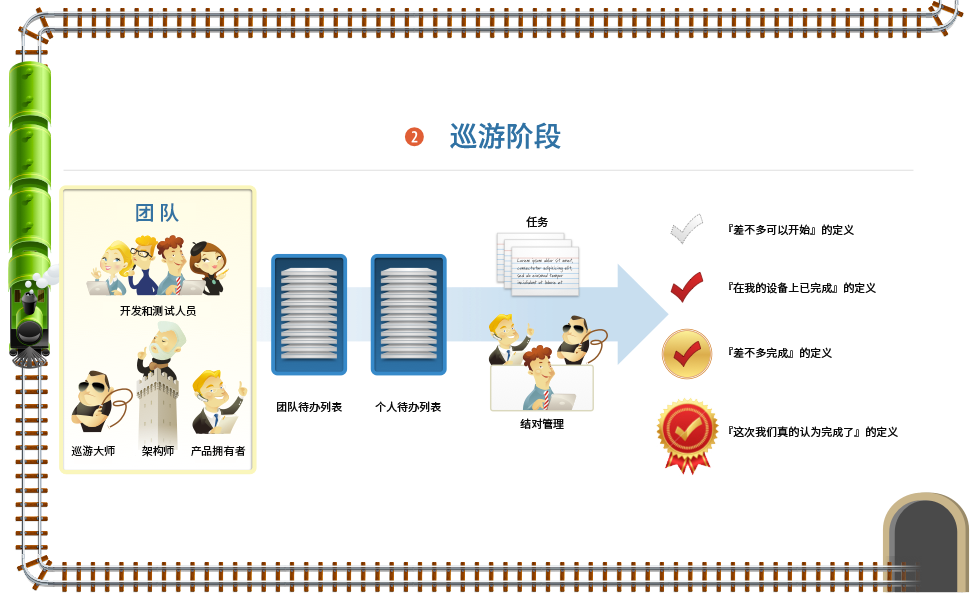 2 巡游阶段
团队
开发和测试人员
巡游大师
架构师
产品拥有者
团队待办列表
个人待办列表
任务
Lorem ipsum dolor sit amet,
consectetur adipiscing elit,
sed do eiusmod tempor
incididunt ut labore et
结对管理
『差不多可以开始』的定义
『在我的设备上已完成』的定义
『差不多完成』的定义
『这次我们真的认为完成了』的定义